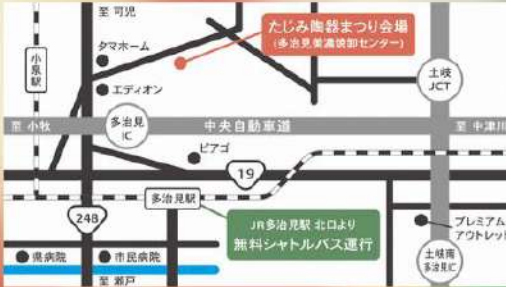 至 可児
たじみ陶器まつり会場
(多治見美濃焼卸センター)
タマホーム
小泉駅
エディオン
土岐
JCT
多治見
IC
至 小牧
中央自動車道
至 中津川
ピアゴ
19
多治見駅
248
JR多治見駅 北口より
無料シャトルバス運行
プレミアム
アウトレット
県病院
市民病院
土岐南
多治見IC
至 瀬戸